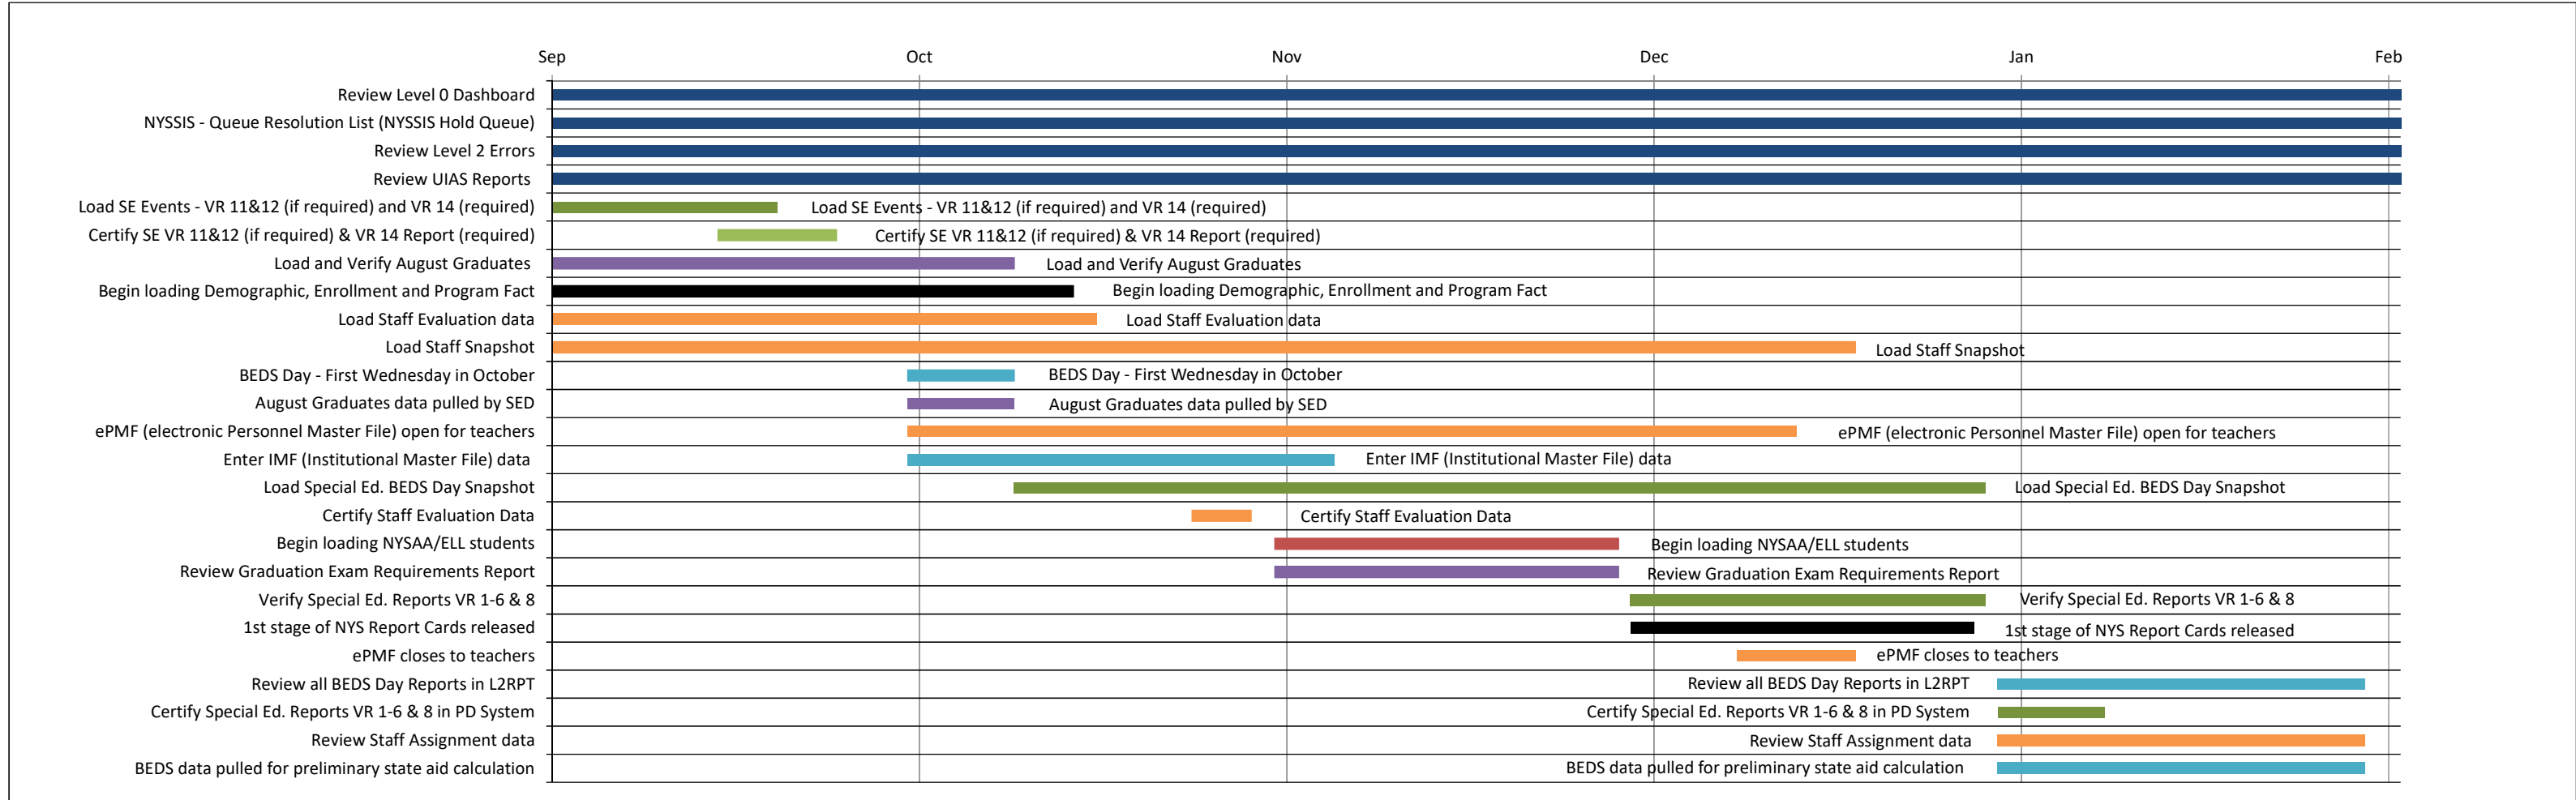 Sep Oct Nov Dec Jan Feb
Review Level 0 Dashboard
NYSSIS - Queue Resolution List (NYSSIS Hold Queue)
Review Level 2 Errors
Review UIAS Reports
Load SE Events - VR 11&12 (if required) and VR 14 (required) Load SE Events - VR 11&12 (if required) and VR 14 (required)
Certify SE VR 11&12 (if required) & VR 14 Report (required) Certify SE VR 11&12 (if required) & VR 14 Report (required)
Load and Verify August Graduates Load and Verify August Graduates
Begin loading Demographic, Enrollment and Program Fact Begin loading Demographic, Enrollment and Program Fact
Load Staff Evaluation data Load Staff Evaluation data
Load Staff Snapshot Load Staff Snapshot
BEDS Day - First Wednesday in October BEDS Day - First Wednesday in October
August Graduates data pulled by SED August Graduates data pulled by SED
ePMF (electronic Personnel Master File) open for teachers ePMF (electronic Personnel Master File) open for teachers
Enter IMF (Institutional Master File) data Enter IMF (Institutional Master File) data
Load Special Ed. BEDS Day Snapshot Load Special Ed. BEDS Day Snapshot
Certify Staff Evaluation Data Certify Staff Evaluation Data
Begin loading NYSAA/ELL students Begin loading NYSAA/ELL students
Review Graduation Exam Requirements Report Review Graduation Exam Requirements Report
Verify Special Ed. Reports VR 1-6 & 8 Verify Special Ed. Reports VR 1-6 & 8
1st stage of NYS Report Cards released 1st stage of NYS Report Cards released
ePMF closes to teachers ePMF closes to teachers
Review all BEDS Day Reports in L2RPT Review all BEDS Day Reports in L2RPT
Certify Special Ed. Reports VR 1-6 & 8 in PD System Certify Special Ed. Reports VR 1-6 & 8 in PD System
Review Staff Assignment data Review Staff Assignment data
BEDS data pulled for preliminary state aid calculation BEDS data pulled for preliminary state aid calculation